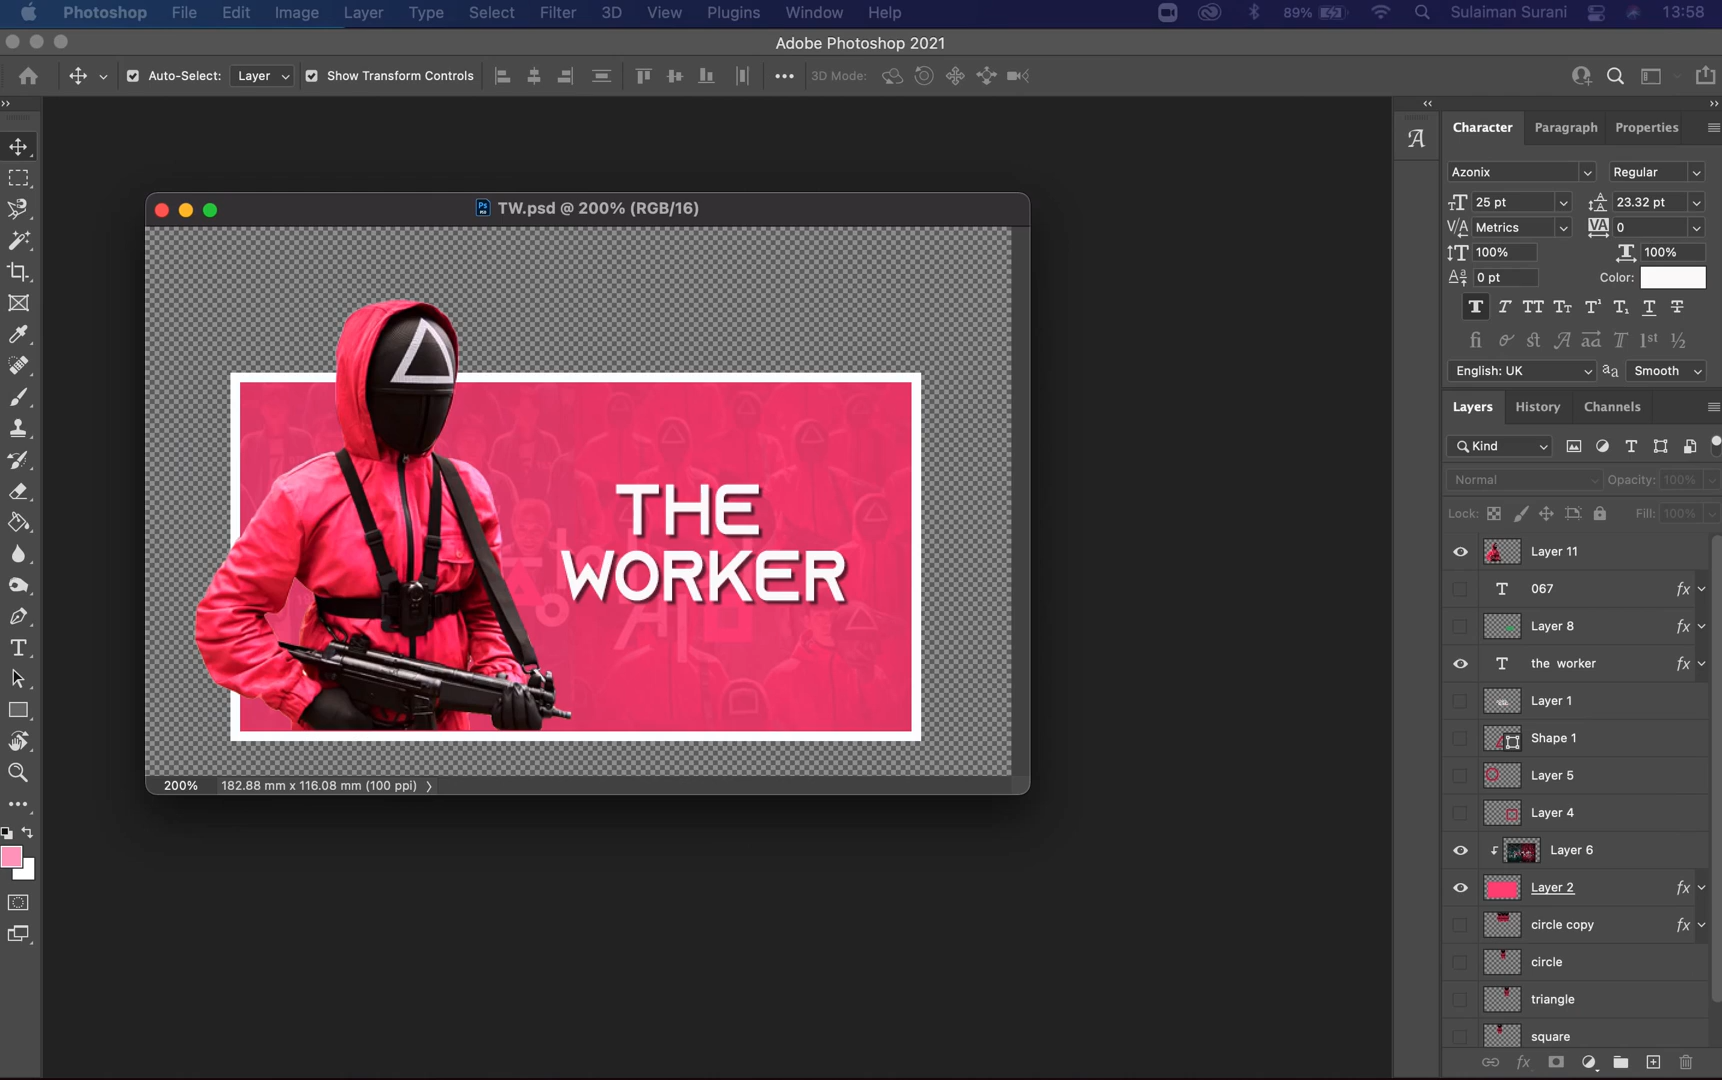 Photoshop File Edit Image Layer Type Select Filter 3D View Plugins Window Help 89% Sulaiman Surani 13:58
Adobe Photoshop 2021
Auto-Select: Layer Show Transform Controls 3D Mode:
Character Paragraph Properties
Azonix Regular
25 pt 23.32 pt
Metrics 0
100% 100%
0 pt Color:
English: UK Smooth
Layers History Channels
Kind
Normal Opacity: 100%
Lock: Fill: 100%
Layer 11
067 fx
Layer 8 fx
the worker fx
Layer 1
Shape 1
Layer 5
Layer 4
Layer 6
Layer 2 fx
circle copy fx
circle
triangle
square
TW.psd @ 200% (RGB/16)
THE
WORKER
200% 182.88 mm x 116.08 mm (100 ppi)